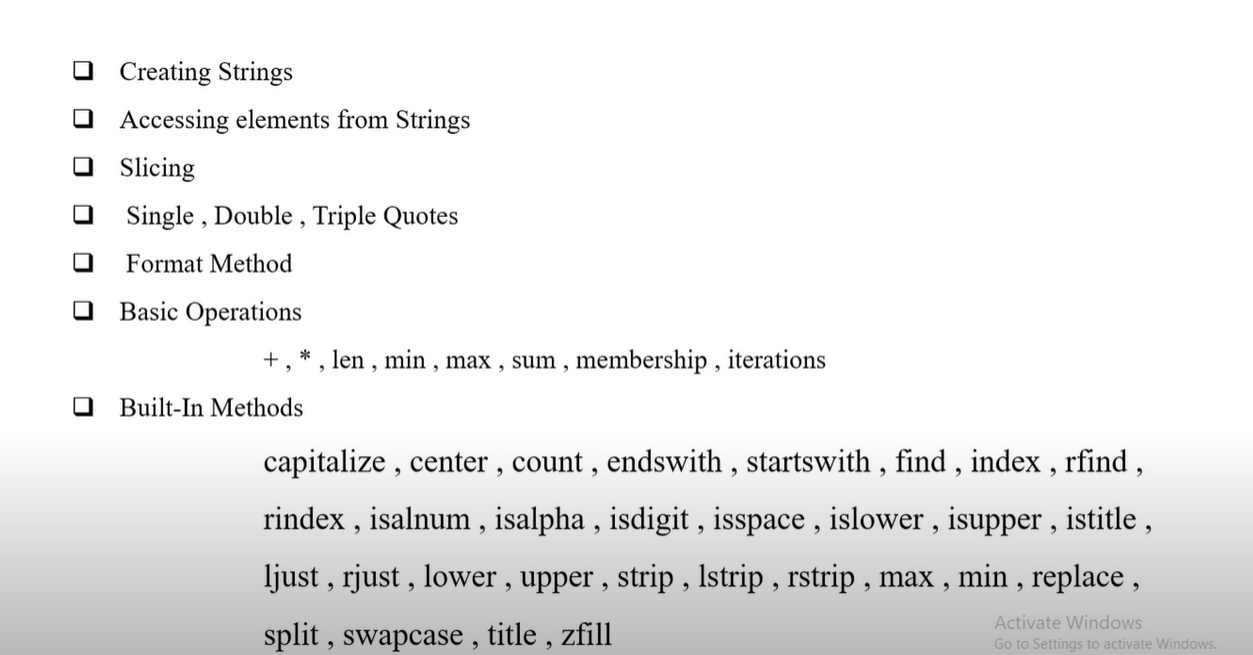 Creating Strings
Accessing elements from Strings
Slicing
Single , Double , Triple Quotes
Format Method
Basic Operations
+ , * , len , min , max , sum , membership , iterations
Built-In Methods
capitalize , center , count , endswith , startswith , find , index , rfind ,
rindex , isalnum , isalpha , isdigit , isspace , islower , isupper , istitle ,
ljust , rjust , lower , upper , strip , lstrip , rstrip , max , min , replace ,
split , swapcase , title , zfill
Activate Windows
Go to Settings to activate Windows.